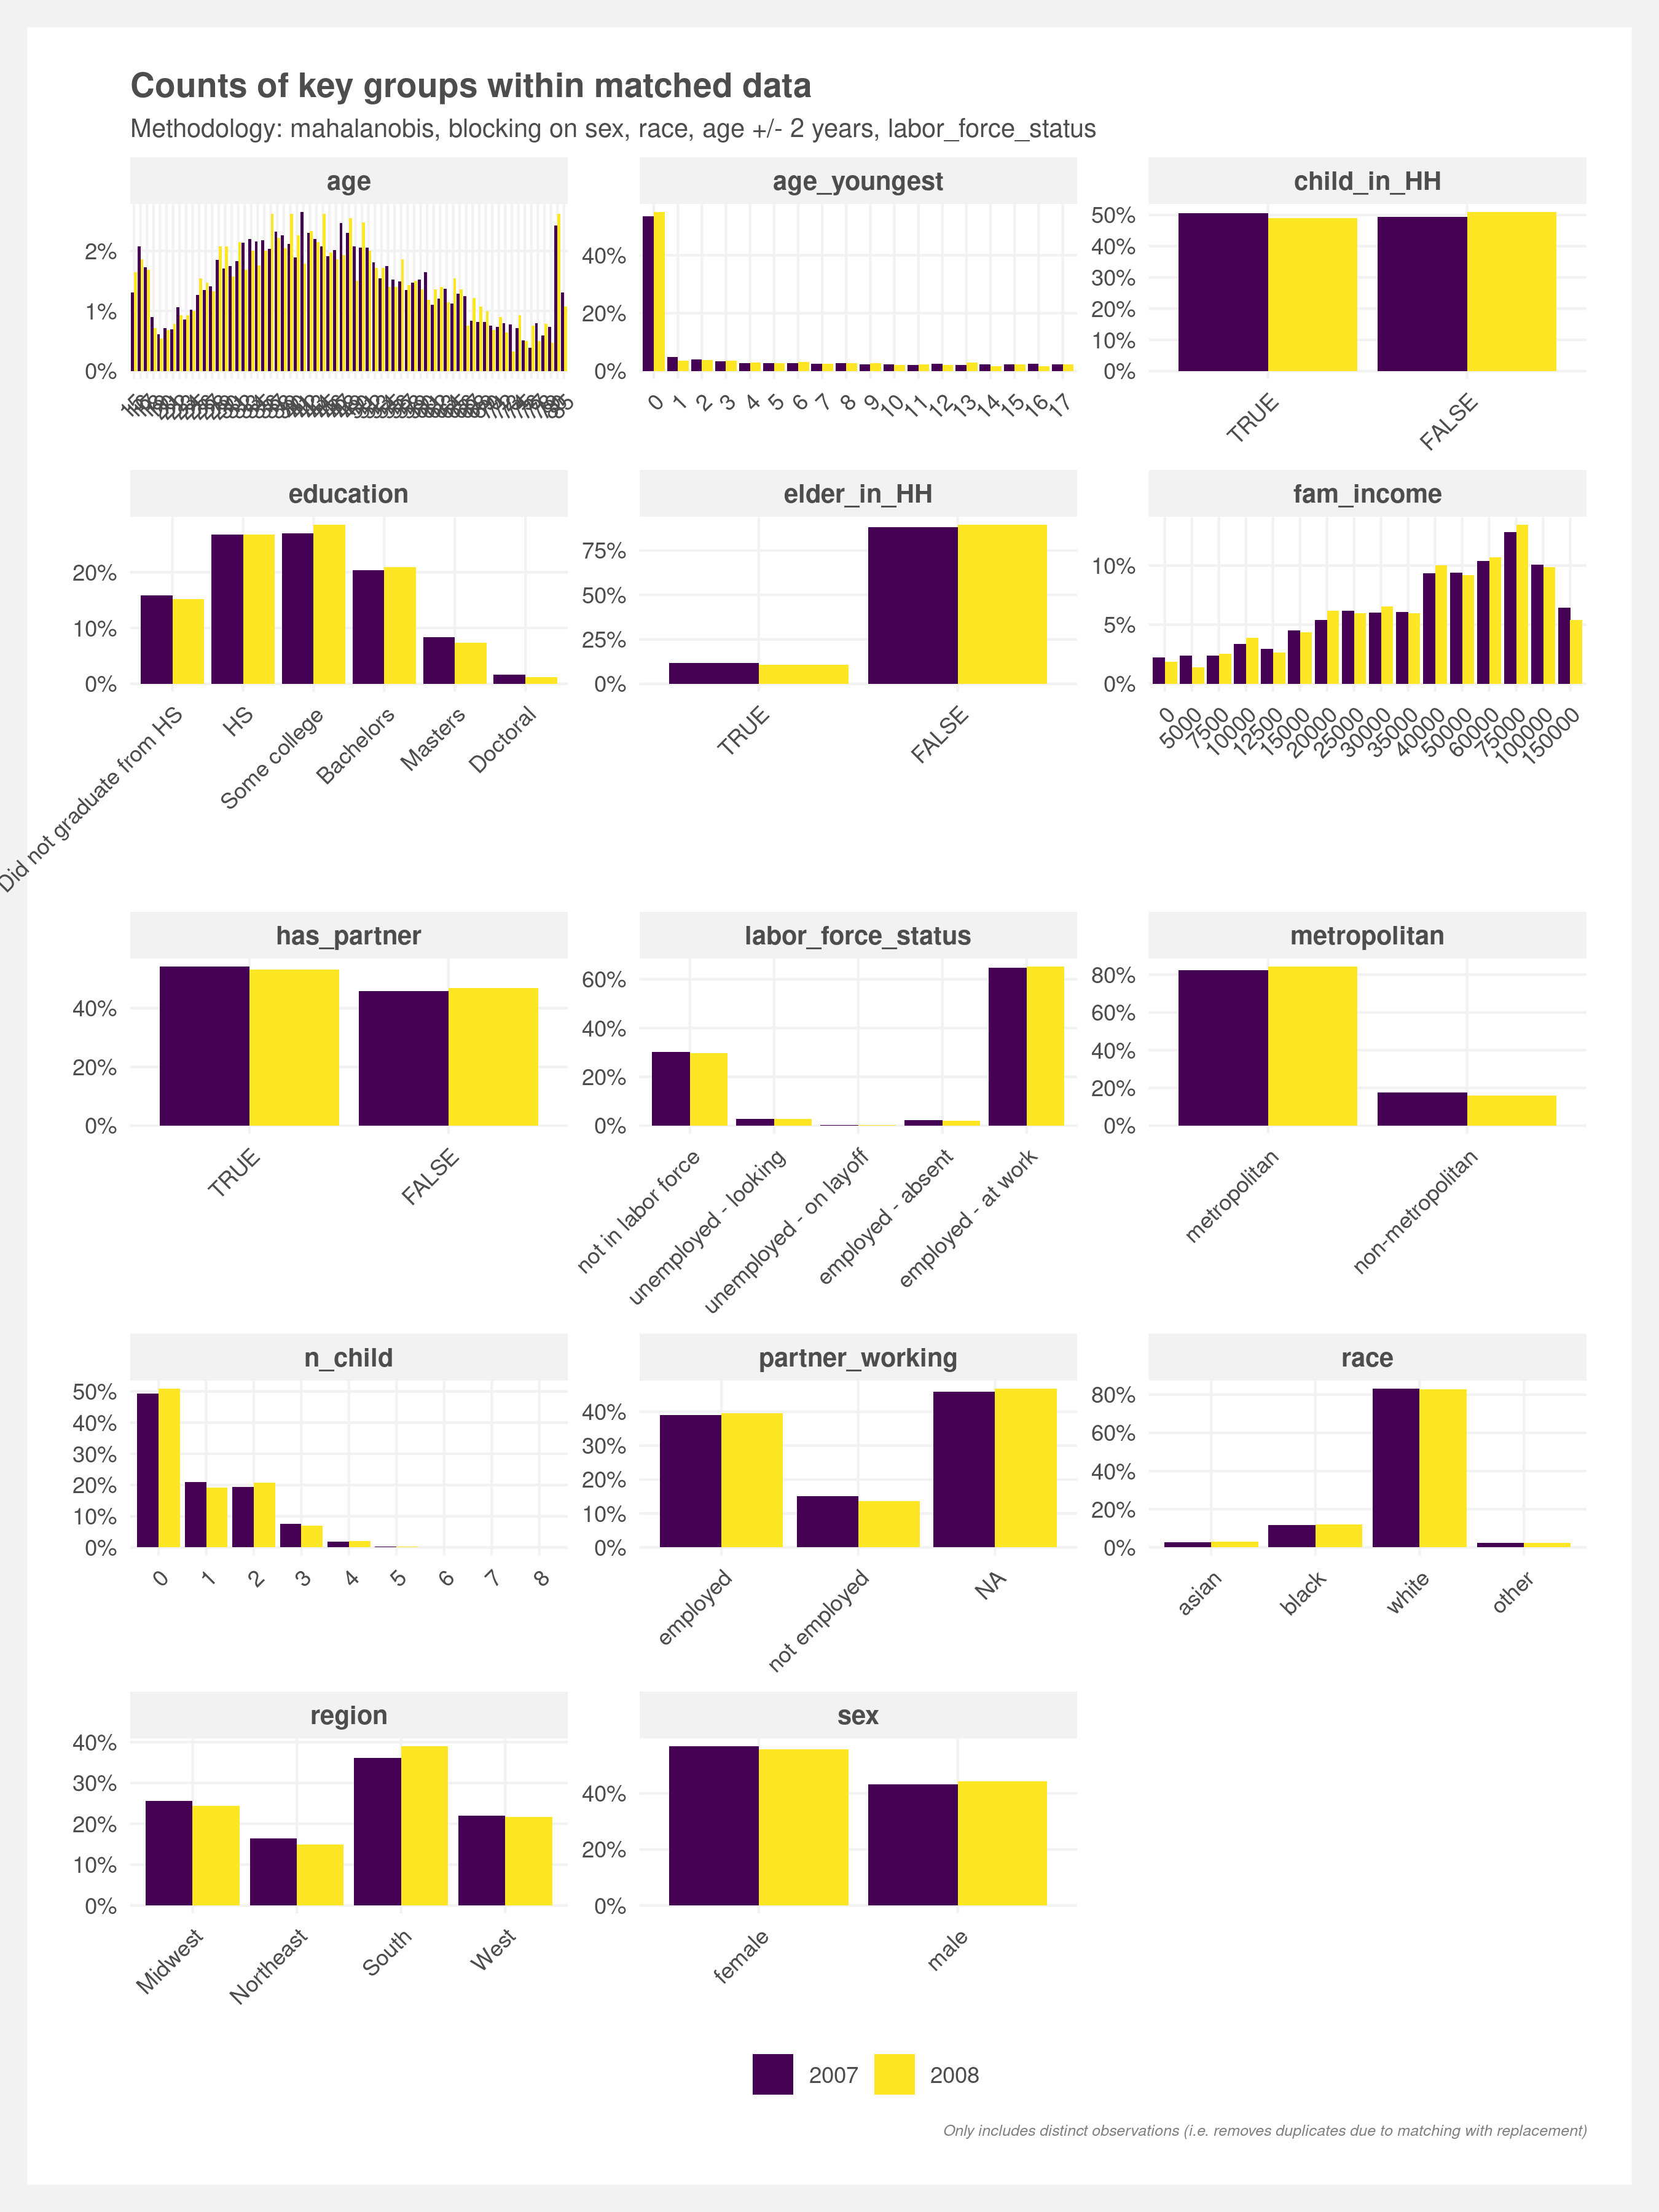 Counts of key groups within matched data
Methodology: mahalanobis, blocking on sex, race, age +/- 2 years, labor_force_status
age
2%
1%
0%
age_youngest
40%
20%
0%
0 1 2 3 4 5 6 7 8 9 10 11 12 13 14 15 16 17
child_in_HH
50%
40%
30%
20%
10%
0%
TRUE
FALSE
education
20%
10%
0%
Did not graduate from HS
HS
Some college
Bachelors
Masters
Doctoral
elder_in_HH
75%
50%
25%
0%
TRUE
FALSE
fam_income
10%
5%
0%
0
5000
7500
10000
12500
15000
20000
25000
30000
35000
40000
50000
60000
75000
100000
150000
has_partner
40%
20%
0%
TRUE
FALSE
labor_force_status
60%
40%
20%
0%
not in labor force
unemployed - looking
unemployed - on layoff
employed - absent
employed - at work
metropolitan
80%
60%
40%
20%
0%
metropolitan
non-metropolitan
n_child
50%
40%
30%
20%
10%
0%
0 1 2 3 4 5 6 7 8
partner_working
40%
30%
20%
10%
0%
employed
not employed
NA
race
80%
60%
40%
20%
0%
asian
black
white
other
region
40%
30%
20%
10%
0%
Midwest
Northeast
South
West
sex
40%
20%
0%
female
male
2007
2008
Only includes distinct observations (i.e. removes duplicates due to matching with replacement)